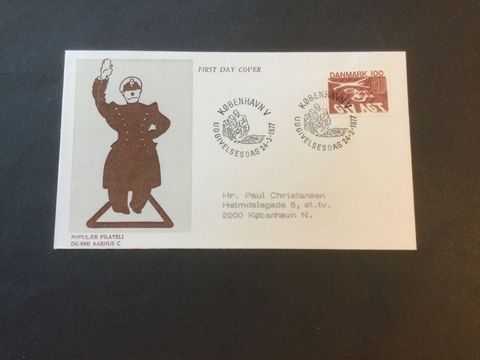 FIRST DAY COVER
KØBENHAVN V
UDGIVELSESDAG 24-3-1977
KØBENHAVN V
UDGIVELSESDAG 24-3-1977
DANMARK 100
Hr. Paul Christensen
Heimdalsgade 5, st.tv.
2200 København N.
POPULÆR FILATELI
DK-8000 AARHUS C